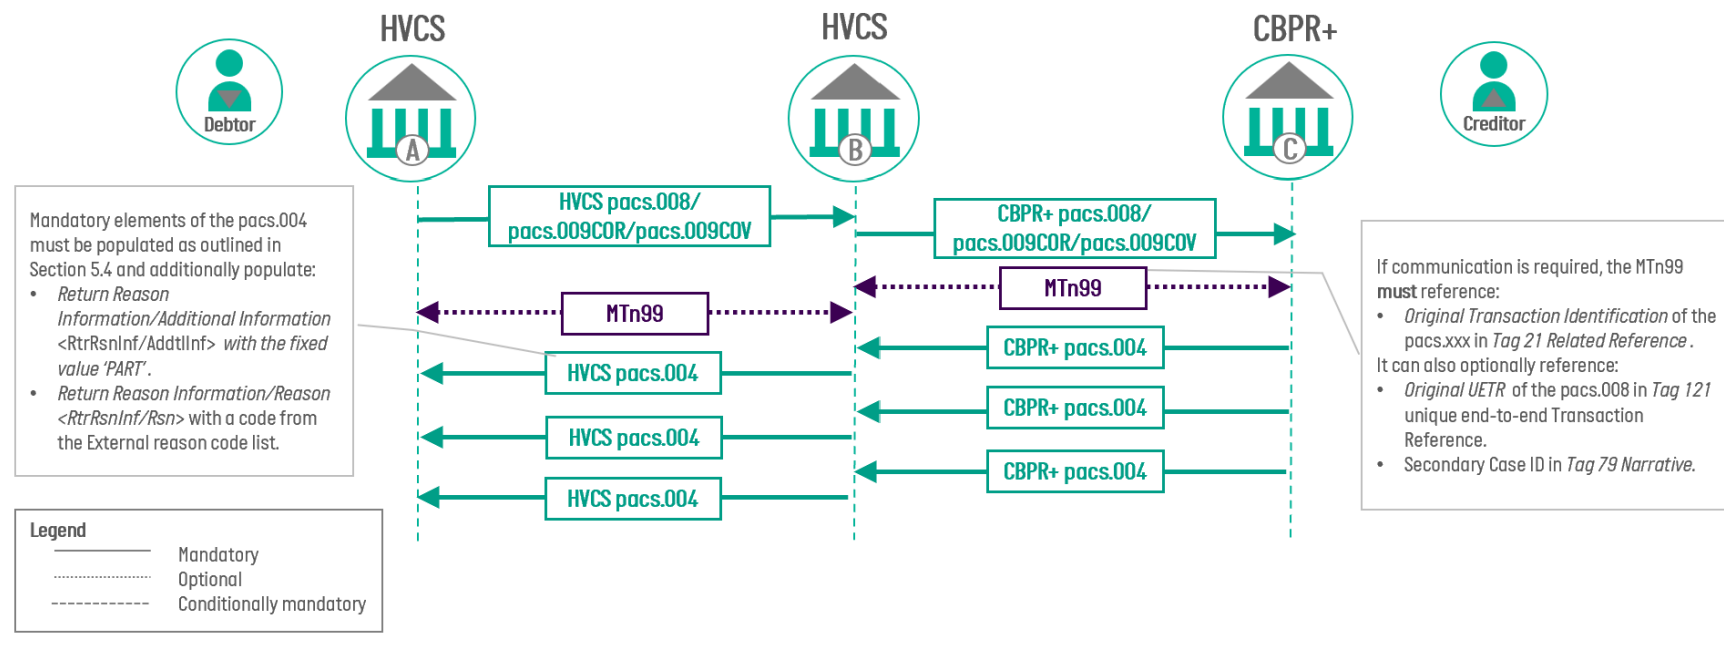 HVCS
HVCS
CBPR+
Debtor
A
B
C
Creditor
HVCS pacs.008/
pacs.009COR/pacs.009COV
CBPR+ pacs.008/
pacs.009COR/pacs.009COV
MTn99
MTn99
CBPR+ pacs.004
HVCS pacs.004
CBPR+ pacs.004
HVCS pacs.004
CBPR+ pacs.004
HVCS pacs.004
Mandatory elements of the pacs.004
must be populated as outlined in
Section 5.4 and additionally populate:
• Return Reason
Information/Additional Information
<RtrRsnInf/AddtlInf> with the fixed
value ‘PART’.
• Return Reason Information/Reason
<RtrRsnInf/Rsn> with a code from
the External reason code list.
If communication is required, the MTn99
must reference:
• Original Transaction Identification of the
pacs.xxx in Tag 21 Related Reference .
It can also optionally reference:
• Original UETR of the pacs.008 in Tag 121
unique end-to-end Transaction
Reference.
• Secondary Case ID in Tag 79 Narrative.
Legend
Mandatory
Optional
Conditionally mandatory